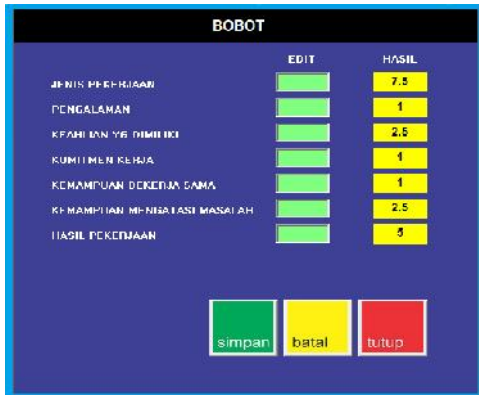 BOBOT
EDIT HASIL
JENIS PEKERJAAN 7.5
PENGALAMAN 1
KEAHLIAN YG DIMILIKI 2.5
KOMITMEN KERJA 1
KEMAMPUAN BEKERJA SAMA 1
KEMAMPUAN MENGATASI MASALAH 2.5
HASIL PEKERJAAN 5
simpan batal tutup